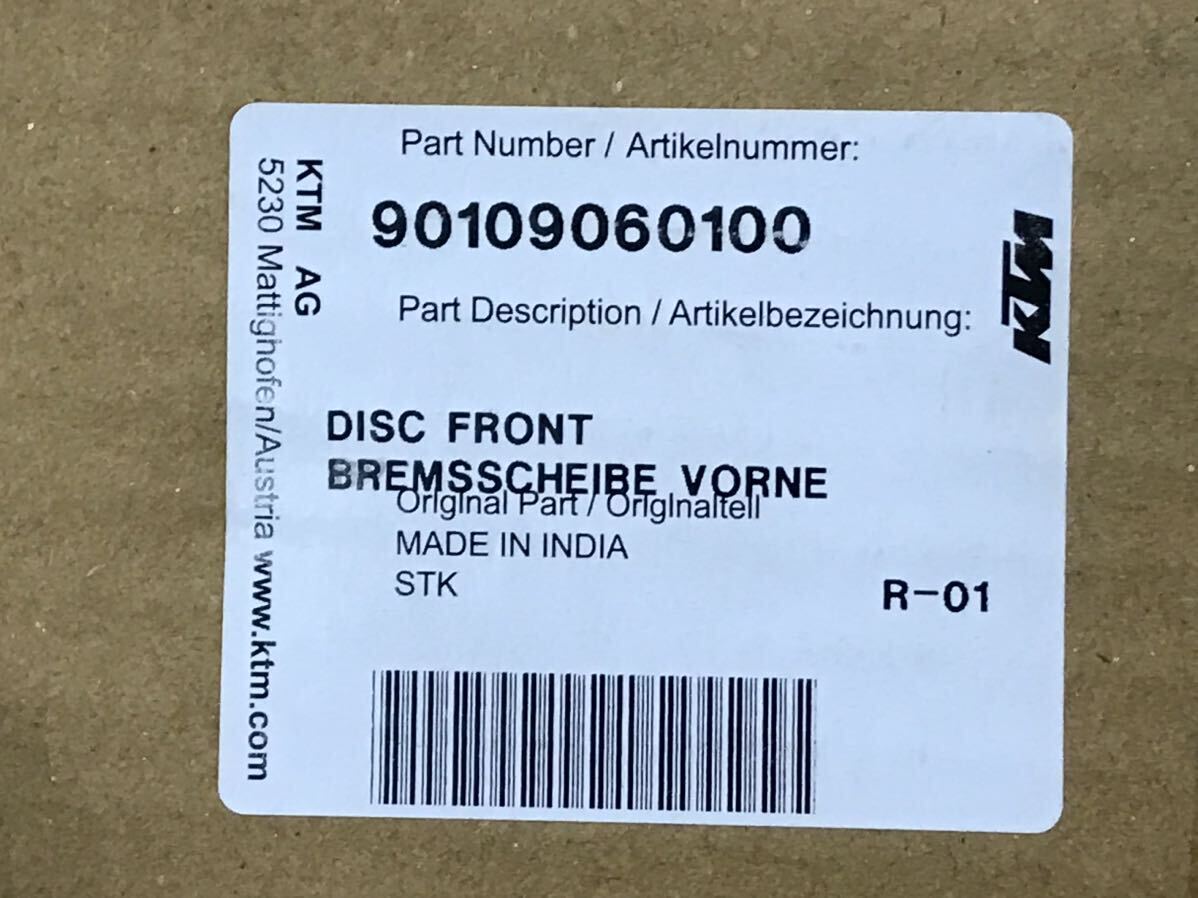 Part Number / Artikelnummer:
90109060100
Part Description / Artikelbezeichnung:
DISC FRONT
BREMSSCHEIBE VORNE
Original Part / Originalteil
MADE IN INDIA
STK
R-01
KTM AG
5230 Mattighofen/Austria www.ktm.com
KTM